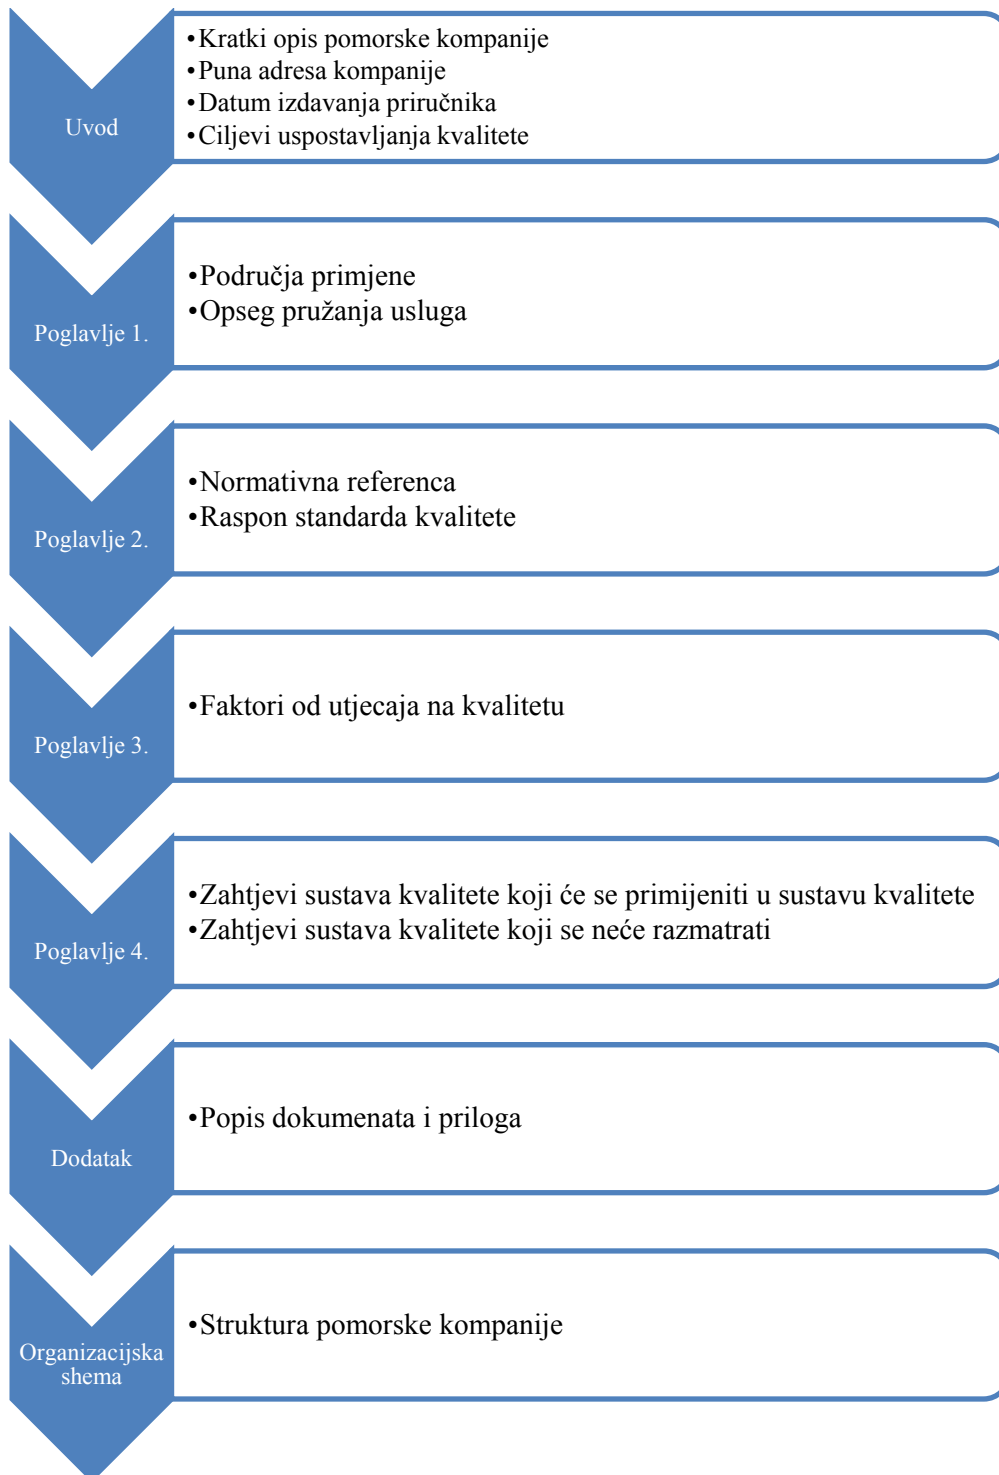 Uvod
•Kratki opis pomorske kompanije
•Puna adresa kompanije
•Datum izdavanja priručnika
•Ciljevi uspostavljanja kvalitete
Poglavlje 1.
•Područja primjene
•Opseg pružanja usluga
Poglavlje 2.
•Normativna referenca
•Raspon standarda kvalitete
Poglavlje 3.
•Faktori od utjecaja na kvalitetu
Poglavlje 4.
•Zahtjevi sustava kvalitete koji će se primijeniti u sustavu kvalitete
•Zahtjevi sustava kvalitete koji se neće razmatrati
Dodatak
•Popis dokumenata i priloga
Organizacijska
shema
•Struktura pomorske kompanije